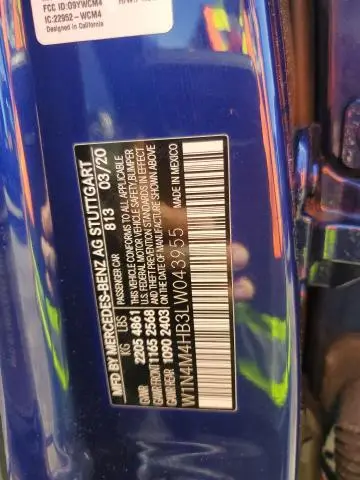 FCC ID:O9YWCM4
IC:22952-WCM4
Designed in California
MFD BY MERCEDES-BENZ AG STUTTGART
813 03/20
PASSENGER CAR
KG LBS
THIS VEHICLE CONFORMS TO ALL APPLICABLE
GVWR 2205 4861 U.S. FEDERAL MOTOR VEHICLE SAFETY, BUMPER
GAWR FRONT 1165 2568 AND THEFT PREVENTION STANDARDS IN EFFECT
GAWR REAR 1090 2403 ON THE DATE OF MANUFACTURE SHOWN ABOVE
W1N4M4HB3LW043955
MADE IN MEXICO